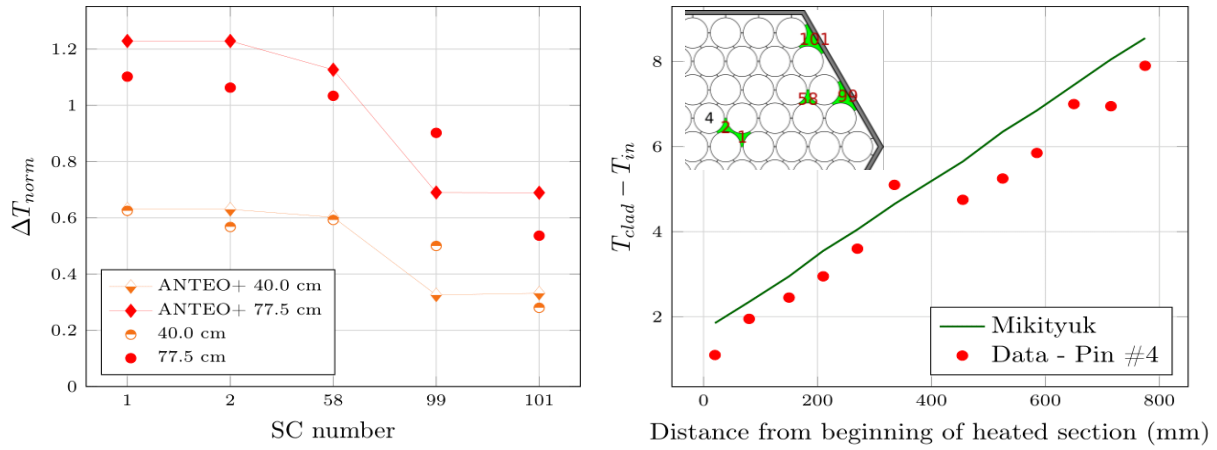 1.2
1
0.8
0.6
0.4
0.2
0
ΔT_norm
ANTEO+ 40.0 cm
ANTEO+ 77.5 cm
40.0 cm
77.5 cm
1 2 58 99 101
SC number
8
6
4
2
T_clad − T_in
101
58 99
4
2
1
Mikityuk
Data - Pin #4
0 200 400 600 800
Distance from beginning of heated section (mm)